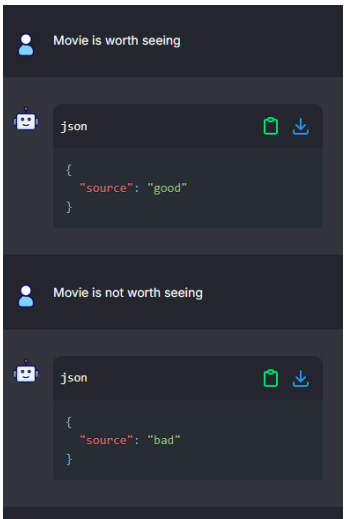 Movie is worth seeing
json
{
"source": "good"
}
Movie is not worth seeing
json
{
"source": "bad"
}